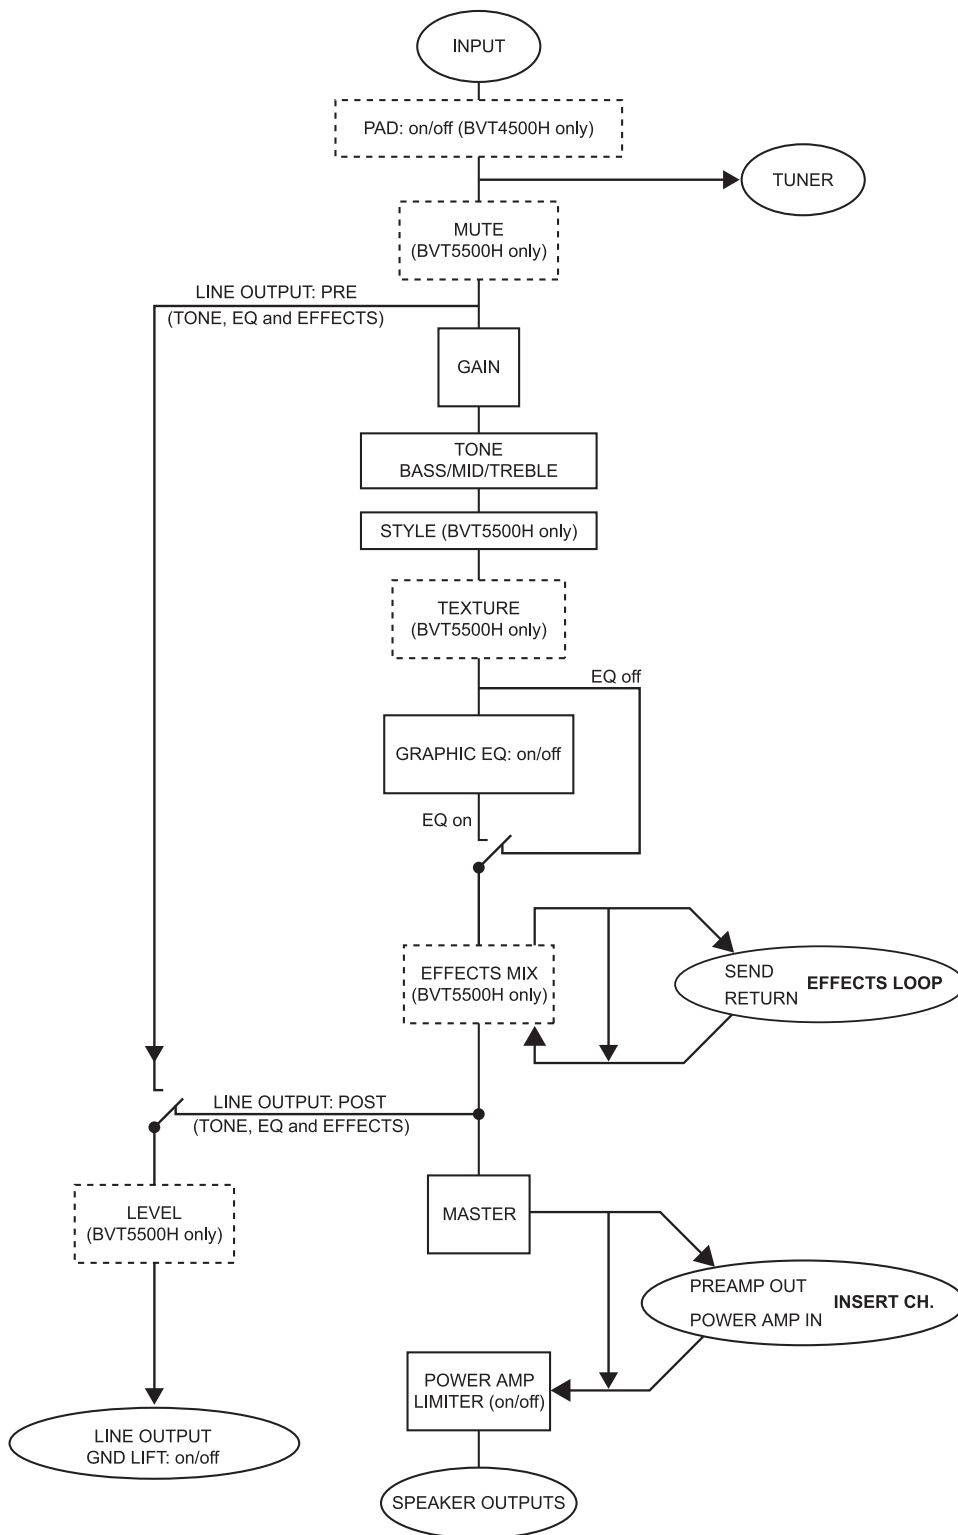 INPUT
PAD: on/off (BVT4500H only)
TUNER
MUTE
(BVT5500H only)
LINE OUTPUT: PRE
(TONE, EQ and EFFECTS)
GAIN
TONE
BASS/MID/TREBLE
STYLE (BVT5500H only)
TEXTURE
(BVT5500H only)
EQ off
GRAPHIC EQ: on/off
EQ on
EFFECTS MIX
(BVT5500H only)
SEND
RETURN
EFFECTS LOOP
LINE OUTPUT: POST
(TONE, EQ and EFFECTS)
LEVEL
(BVT5500H only)
MASTER
PREAMP OUT
POWER AMP IN
INSERT CH.
POWER AMP
LIMITER (on/off)
LINE OUTPUT
GND LIFT: on/off
SPEAKER OUTPUTS